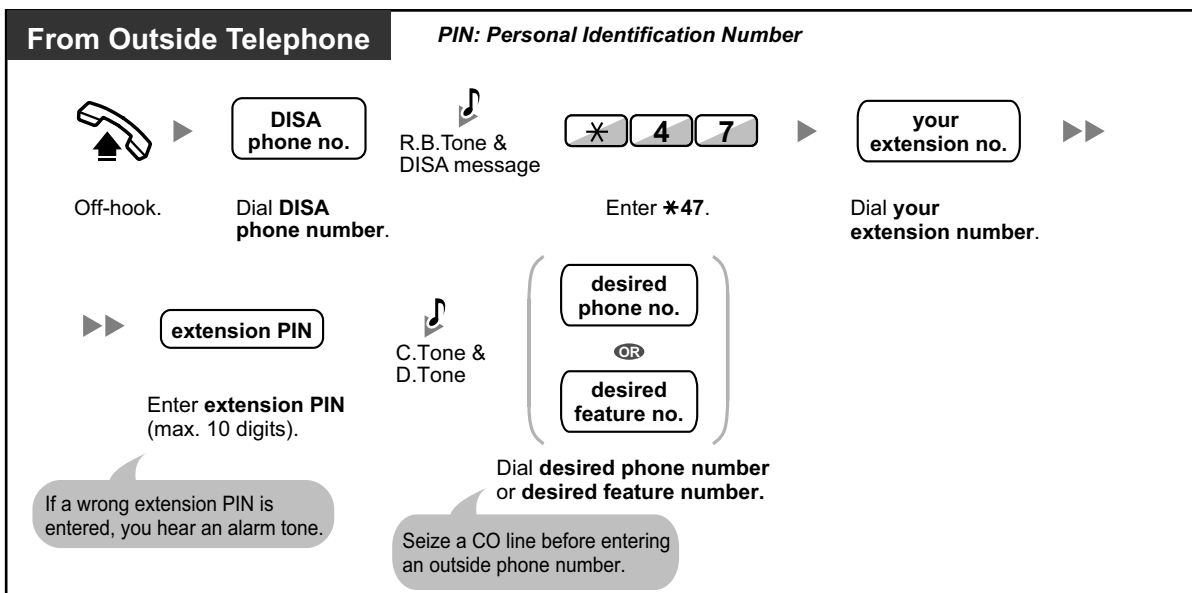 From Outside Telephone
PIN: Personal Identification Number
DISA
phone no.
R.B.Tone &
DISA message
* 4 7
your
extension no.
Off-hook.
Dial DISA
phone number.
Enter *47.
Dial your
extension number.
extension PIN
C.Tone &
D.Tone
desired
phone no.
OR
desired
feature no.
Enter extension PIN
(max. 10 digits).
Dial desired phone number
or desired feature number.
If a wrong extension PIN is
entered, you hear an alarm tone.
Seize a CO line before entering
an outside phone number.